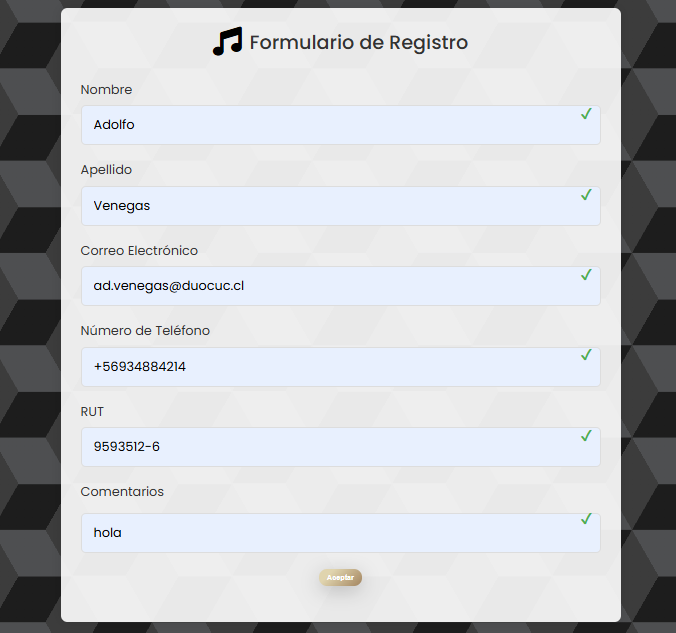 Formulario de Registro
Nombre
Adolfo
Apellido
Venegas
Correo Electrónico
ad.venegas@duocuc.cl
Número de Teléfono
+56934884214
RUT
9593512-6
Comentarios
hola
Aceptar